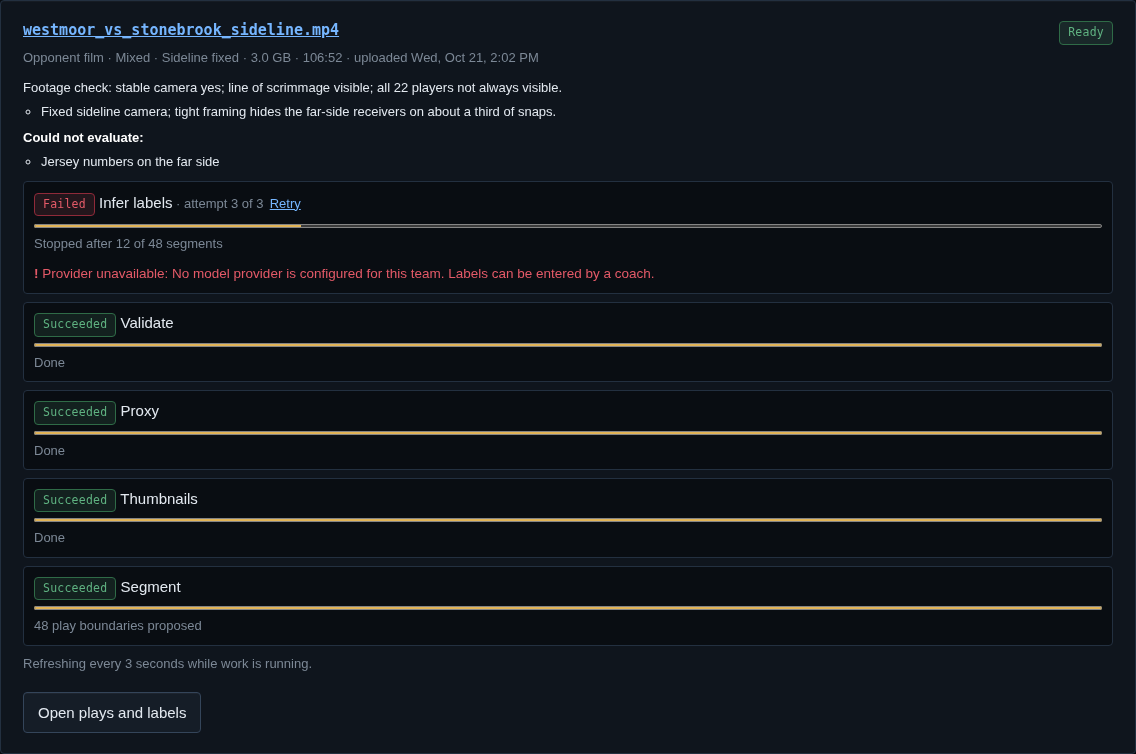 westmoor_vs_stonebrook_sideline.mp4
Ready
Opponent film · Mixed · Sideline fixed · 3.0 GB · 106:52 · uploaded Wed, Oct 21, 2:02 PM
Footage check: stable camera yes; line of scrimmage visible; all 22 players not always visible.
Fixed sideline camera; tight framing hides the far-side receivers on about a third of snaps.
Could not evaluate:
Jersey numbers on the far side
Failed Infer labels · attempt 3 of 3 Retry
Stopped after 12 of 48 segments
! Provider unavailable: No model provider is configured for this team. Labels can be entered by a coach.
Succeeded Validate
Done
Succeeded Proxy
Done
Succeeded Thumbnails
Done
Succeeded Segment
48 play boundaries proposed
Refreshing every 3 seconds while work is running.
Open plays and labels